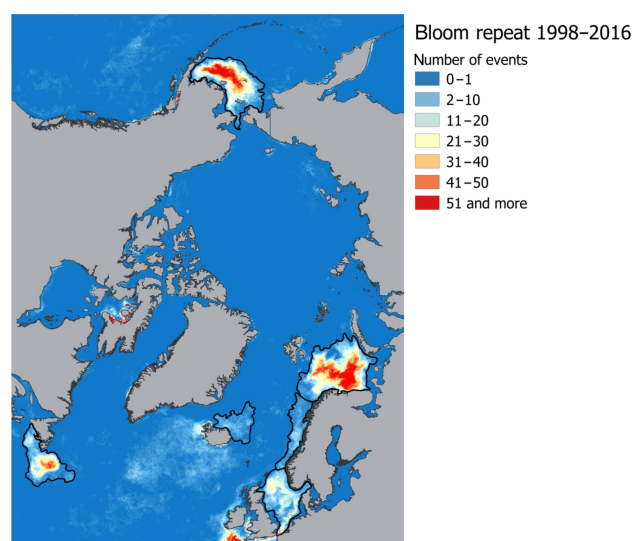 Bloom repeat 1998–2016
Number of events
0–1
2–10
11–20
21–30
31–40
41–50
51 and more